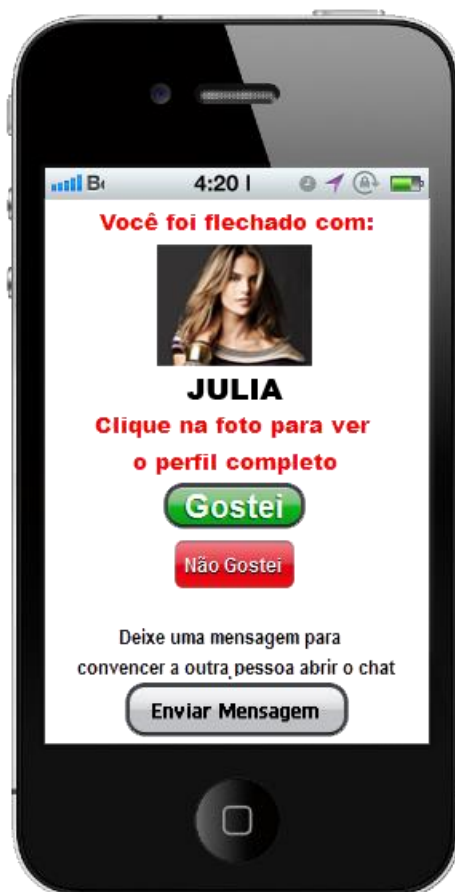 4:20
Você foi flechado com:
JULIA
Clique na foto para ver
o perfil completo
Gostei
Não Gostei
Deixe uma mensagem para
convencer a outra pessoa abrir o chat
Enviar Mensagem